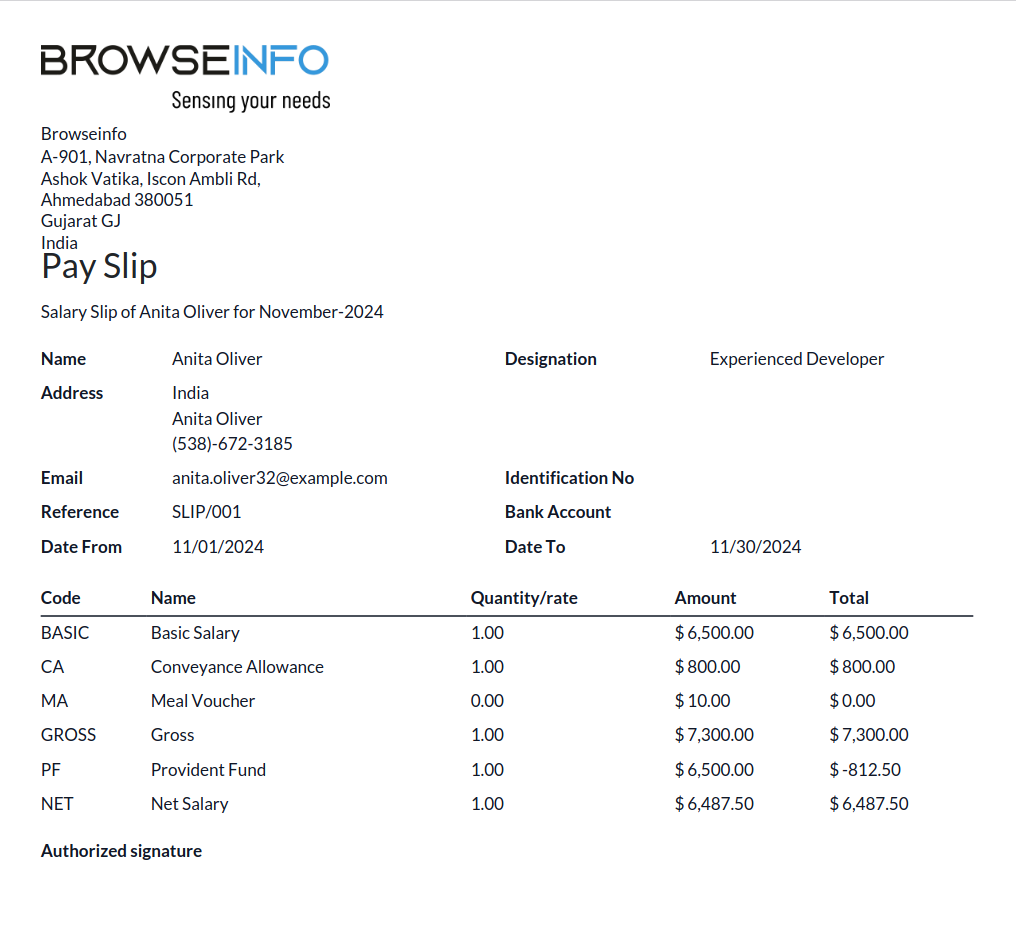 BROWSEINFO
Sensing your needs
Browseinfo
A-901, Navratna Corporate Park
Ashok Vatika, Iscon Ambli Rd,
Ahmedabad 380051
Gujarat GJ
India
Pay Slip
Salary Slip of Anita Oliver for November-2024
Name Anita Oliver Designation Experienced Developer
Address India
Anita Oliver
(538)-672-3185
Email anita.oliver32@example.com Identification No
Reference SLIP/001 Bank Account
Date From 11/01/2024 Date To 11/30/2024
Code Name Quantity/rate Amount Total
BASIC Basic Salary 1.00 $ 6,500.00 $ 6,500.00
CA Conveyance Allowance 1.00 $ 800.00 $ 800.00
MA Meal Voucher 0.00 $ 10.00 $ 0.00
GROSS Gross 1.00 $ 7,300.00 $ 7,300.00
PF Provident Fund 1.00 $ 6,500.00 $ -812.50
NET Net Salary 1.00 $ 6,487.50 $ 6,487.50
Authorized signature